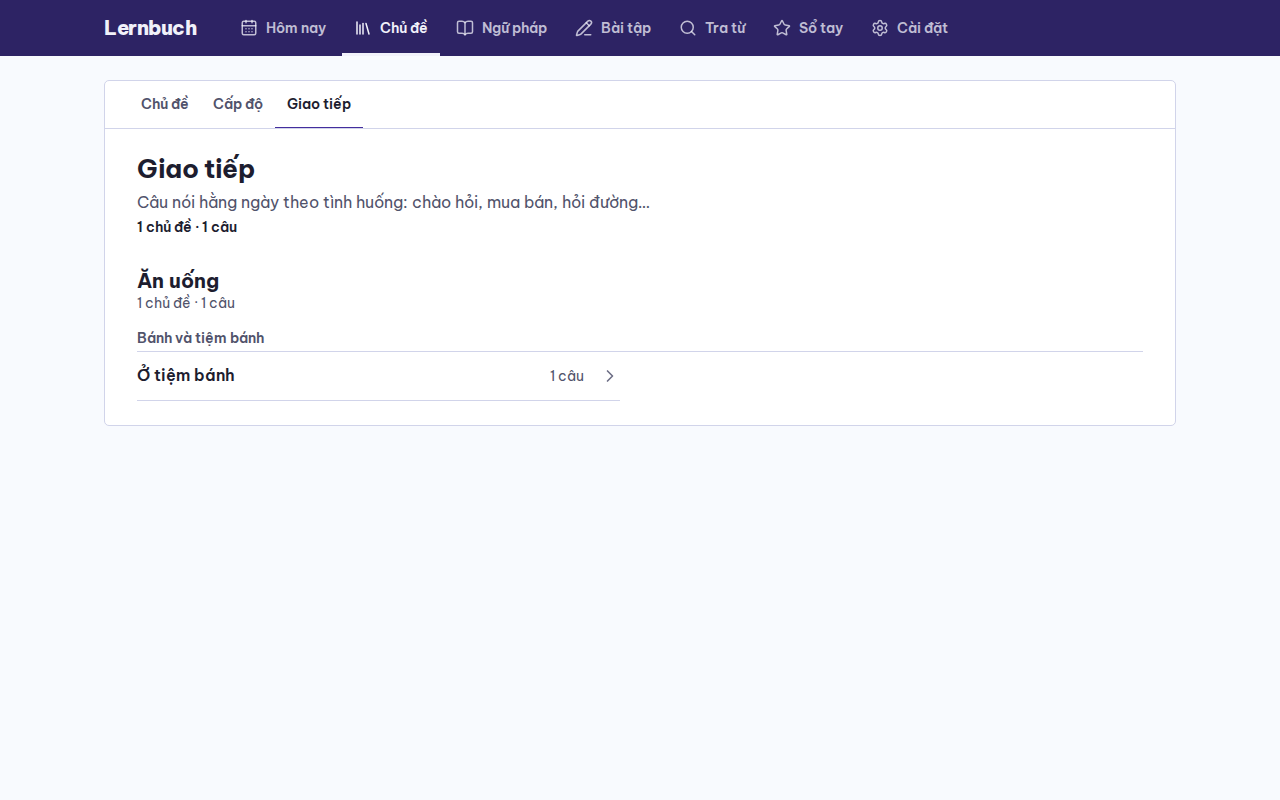 Lernbuch
Hôm nay
Chủ đề
Ngữ pháp
Bài tập
Tra từ
Sổ tay
Cài đặt
Chủ đề
Cấp độ
Giao tiếp
Giao tiếp
Câu nói hằng ngày theo tình huống: chào hỏi, mua bán, hỏi đường...
1 chủ đề · 1 câu
Ăn uống
1 chủ đề · 1 câu
Bánh và tiệm bánh
Ở tiệm bánh
1 câu